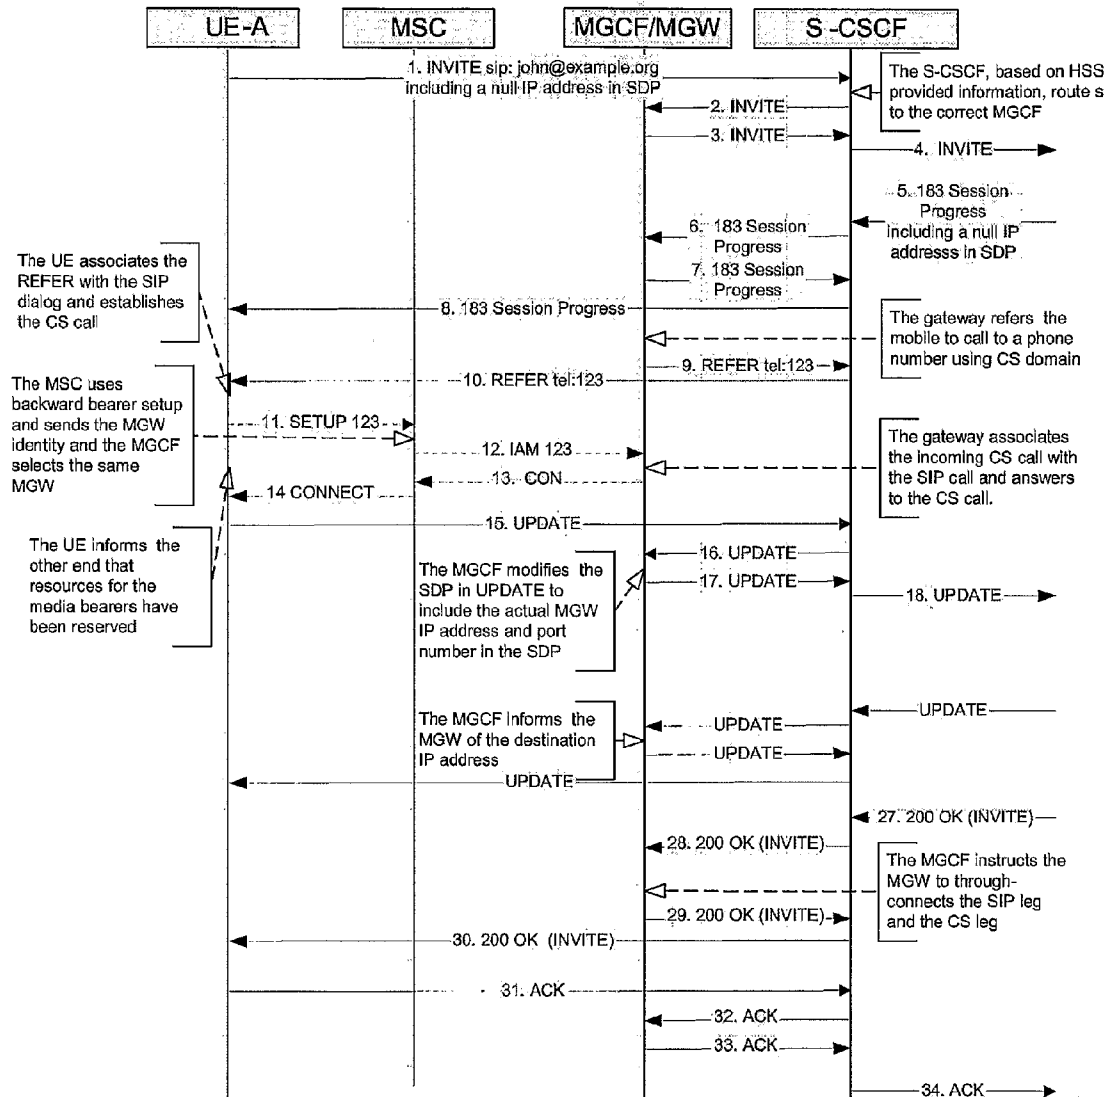 UE-A
MSC
MGCF/MGW
S-CSCF
1. INVITE sip: john@example.org
including a null IP address in SDP
The S-CSCF, based on HSS
provided information, route s
to the correct MGCF
2. INVITE
3. INVITE
4. INVITE
5. 183 Session
Progress
including a null IP
addresss in SDP
6. 183 Session
Progress
7. 183 Session
Progress
The UE associates the
REFER with the SIP
dialog and establishes
the CS call
8. 183 Session Progress
The gateway refers the
mobile to call to a phone
number using CS domain
9. REFER tel:123
10. REFER tel:123
The MSC uses
backward bearer setup
and sends the MGW
identity and the MGCF
selects the same
MGW
11. SETUP 123
12. IAM 123
The gateway associates
the incoming CS call with
the SIP call and answers
to the CS call.
13. CON
14 CONNECT
15. UPDATE
The UE informs the
other end that
resources for the
media bearers have
been reserved
16. UPDATE
The MGCF modifies the
SDP in UPDATE to
include the actual MGW
IP address and port
number in the SDP
17. UPDATE
18. UPDATE
UPDATE
The MGCF Informs the
MGW of the destination
IP address
UPDATE
UPDATE
UPDATE
27. 200 OK (INVITE)
28. 200 OK (INVITE)
The MGCF instructs the
MGW to through-
connects the SIP leg
and the CS leg
29. 200 OK (INVITE)
30. 200 OK (INVITE)
31. ACK
32. ACK
33. ACK
34. ACK